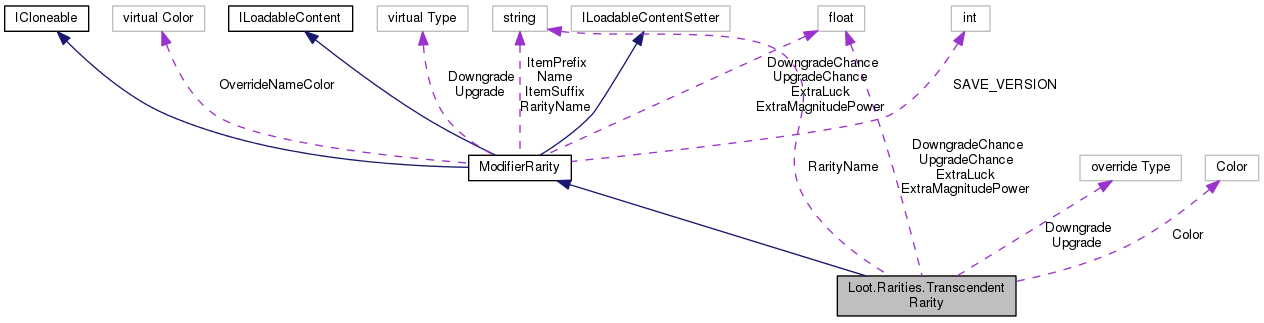 ICloneable
virtual Color
ILoadableContent
virtual Type
string
ILoadableContentSetter
float
int
OverrideNameColor
Downgrade
Upgrade
ItemPrefix
Name
ItemSuffix
RarityName
DowngradeChance
UpgradeChance
ExtraLuck
ExtraMagnitudePower
SAVE_VERSION
ModifierRarity
RarityName
DowngradeChance
UpgradeChance
ExtraLuck
ExtraMagnitudePower
override Type
Color
Downgrade
Upgrade
Color
Loot.Rarities.Transcendent
Rarity